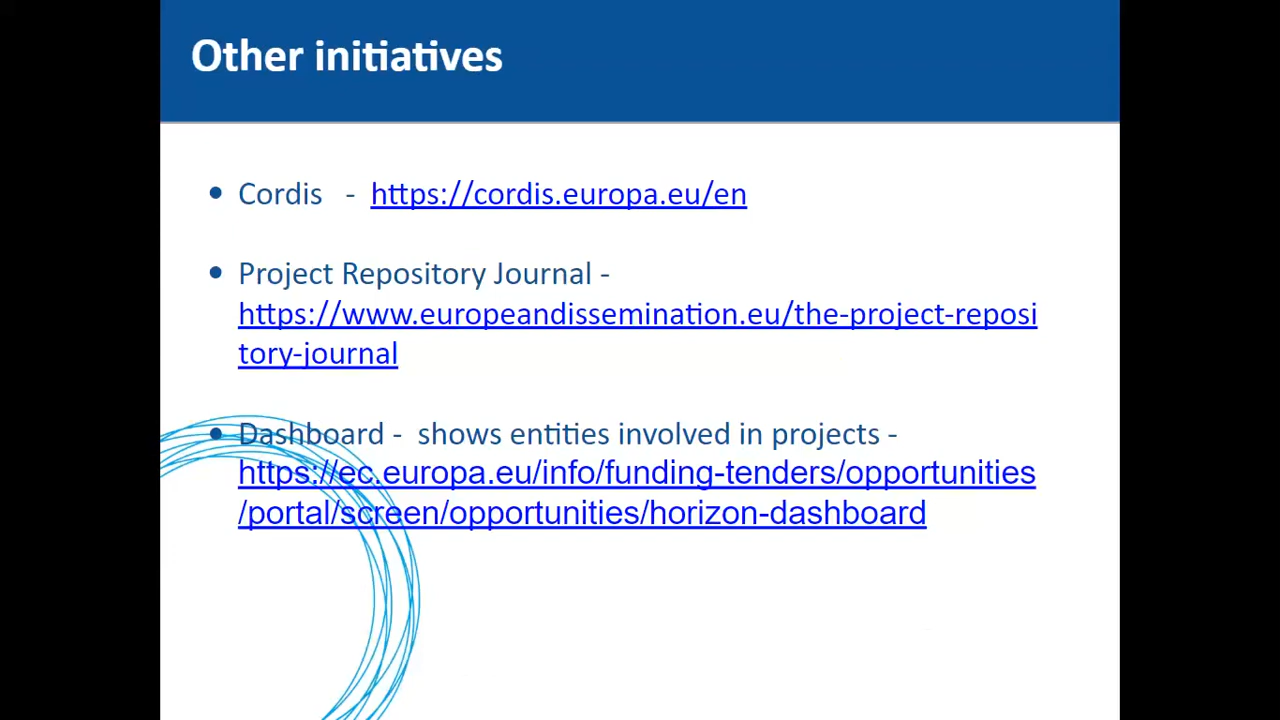 Other initiatives
Cordis - https://cordis.europa.eu/en
Project Repository Journal -
https://www.europeandissemination.eu/the-project-reposi
tory-journal
Dashboard - shows entities involved in projects -
https://ec.europa.eu/info/funding-tenders/opportunities
/portal/screen/opportunities/horizon-dashboard